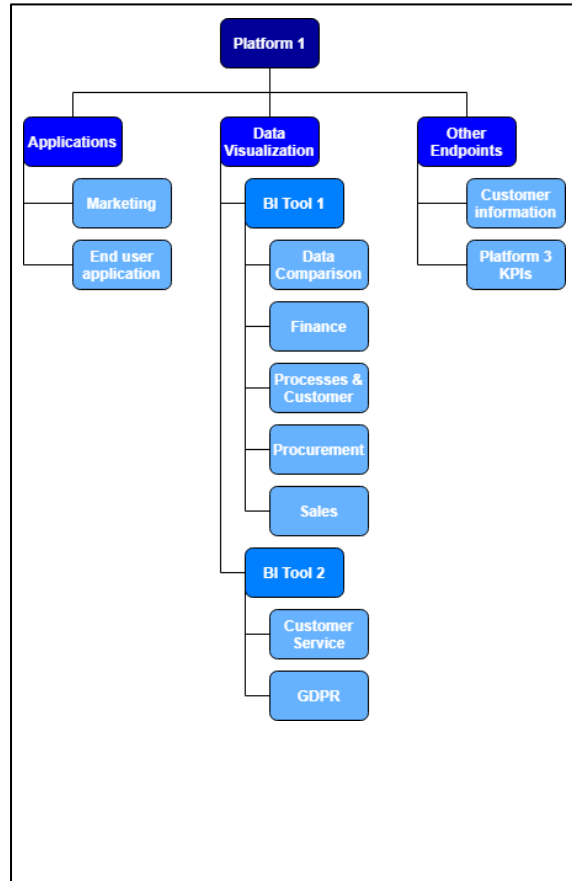 Platform 1
Applications
Marketing
End user
application
Data
Visualization
BI Tool 1
Data
Comparison
Finance
Processes &
Customer
Procurement
Sales
BI Tool 2
Customer
Service
GDPR
Other
Endpoints
Customer
information
Platform 3
KPIs